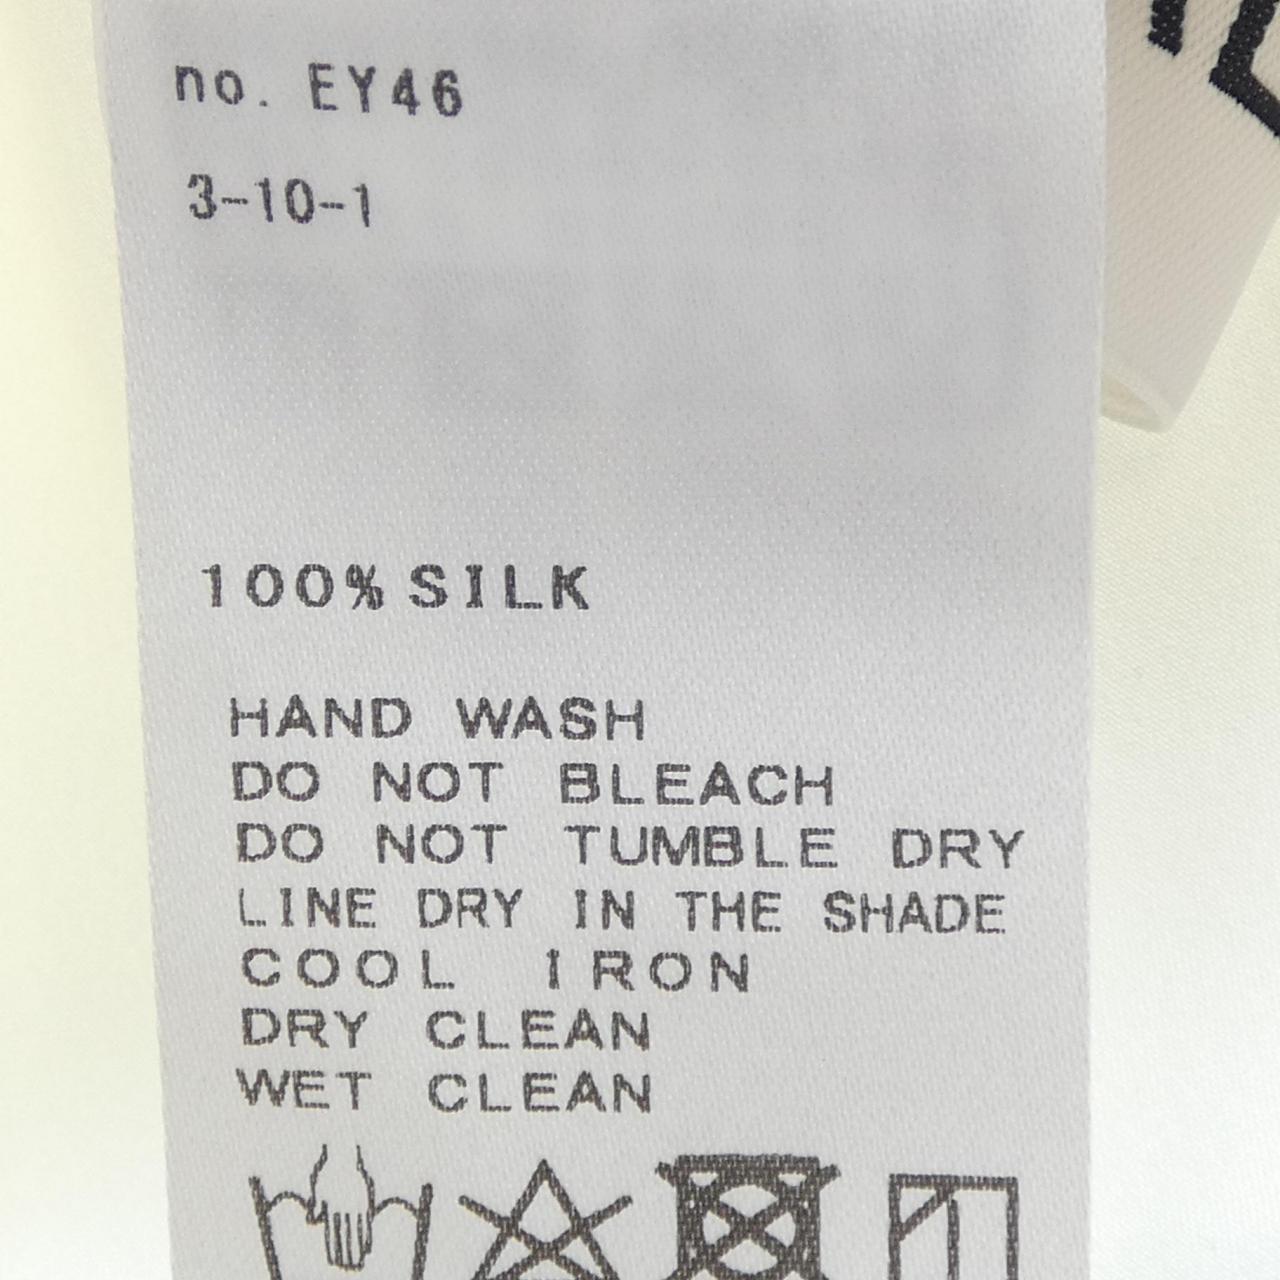 no. EY46
3-10-1
100% SILK
HAND WASH
DO NOT BLEACH
DO NOT TUMBLE DRY
LINE DRY IN THE SHADE
COOL IRON
DRY CLEAN
WET CLEAN